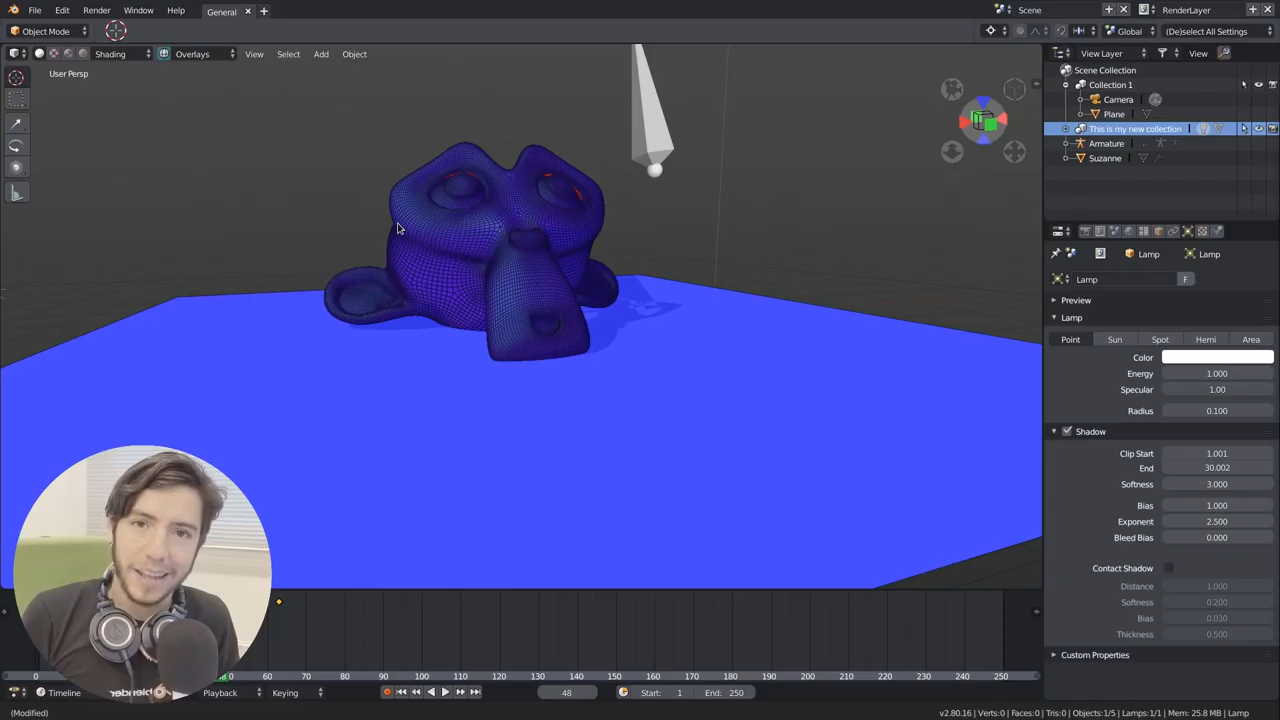 File Edit Render Window Help General Scene RenderLayer
Object Mode Global (De)select All Settings
Shading Overlays View Select Add Object View Layer View
User Persp
Scene Collection
Collection 1
Camera
Plane
This is my new collection
Armature
Suzanne
Lamp Lamp
Lamp F
Preview
Lamp
Point Sun Spot Hemi Area
Color
Energy 1.000
Specular 1.00
Radius 0.100
Shadow
Clip Start 1.001
End 30.002
Softness 3.000
Bias 1.000
Exponent 2.500
Bleed Bias 0.000
Contact Shadow
Distance 1.000
Softness 0.200
Bias 0.030
Thickness 0.500
Custom Properties
0 60 70 80 90 100 110 120 130 140 150 160 170 180 190 200 210 220 230 240 250
Timeline Playback Keying 48 Start: 1 End: 250
(Modified) v2.80.16 | Verts:0 | Faces:0 | Tris:0 | Objects:1/5 | Lamps:1/1 | Mem: 25.8 MB | Lamp